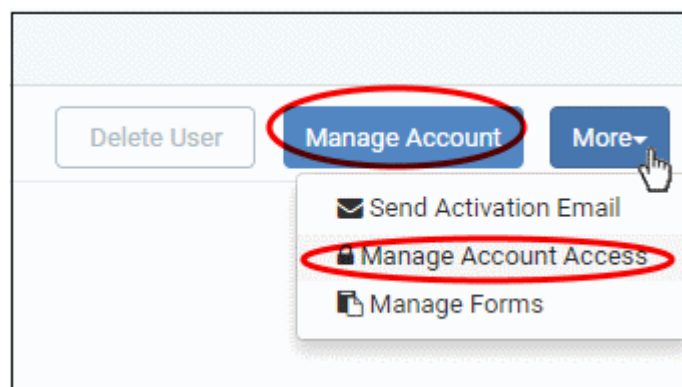 Delete User Manage Account More
Send Activation Email
Manage Account Access
Manage Forms